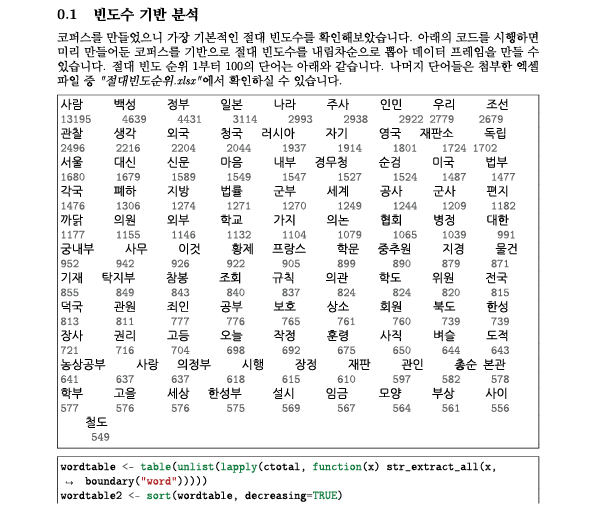 0.1 빈도수 기반 분석
코퍼스를 만들었으니 가장 기본적인 절대 빈도수를 확인해보았습니다. 아래의 코드를 시행하면
미리 만들어둔 코퍼스를 기반으로 절대 빈도수를 내림차순으로 뽑아 데이터 프레임을 만들 수
있습니다. 절대 빈도 순위 1부터 100의 단어는 아래와 같습니다. 나머지 단어들은 첨부한 엑셀
파일 중 "절대빈도순위.xlsx"에서 확인하실 수 있습니다.
사람 백성 정부 일본 나라 주사 인민 우리 조선
13195 4639 4431 3114 2993 2938 2922 2779 2679
관찰 생각 외국 청국 러시아 자기 영국 재판소 독립
2496 2216 2204 2044 1937 1914 1801 1724 1702
서울 대신 신문 마음 내부 경무청 순검 미국 법부
1680 1679 1589 1549 1547 1527 1524 1487 1477
각국 폐하 지방 법률 군부 세계 공사 군사 편지
1476 1306 1274 1271 1270 1249 1244 1209 1182
까닭 의원 외부 학교 가지 의논 협회 병정 대한
1177 1155 1146 1132 1104 1079 1065 1039 991
궁내부 사무 이것 황제 프랑스 학문 중추원 지경 물건
952 942 926 922 905 899 890 879 871
기재 탁지부 참봉 조회 규칙 의관 학도 위원 전국
855 849 843 840 837 824 824 820 815
덕국 관원 죄인 공부 보호 상소 회원 북도 한성
813 811 777 776 765 761 760 739 739
장사 권리 고등 오늘 작정 훈령 사직 벼슬 도적
721 716 704 698 692 675 650 644 643
농상공부 사랑 의정부 시행 장정 재판 관인 총순 본관
641 637 637 618 615 610 597 582 578
학부 고을 세상 한성부 설시 임금 모양 부상 사이
577 576 576 575 569 567 564 561 556
철도
549
wordtable <- table(unlist(lapply(ctotal, function(x) str_extract_all(x,
↪ boundary("word")))))
wordtable2 <- sort(wordtable, decreasing=TRUE)